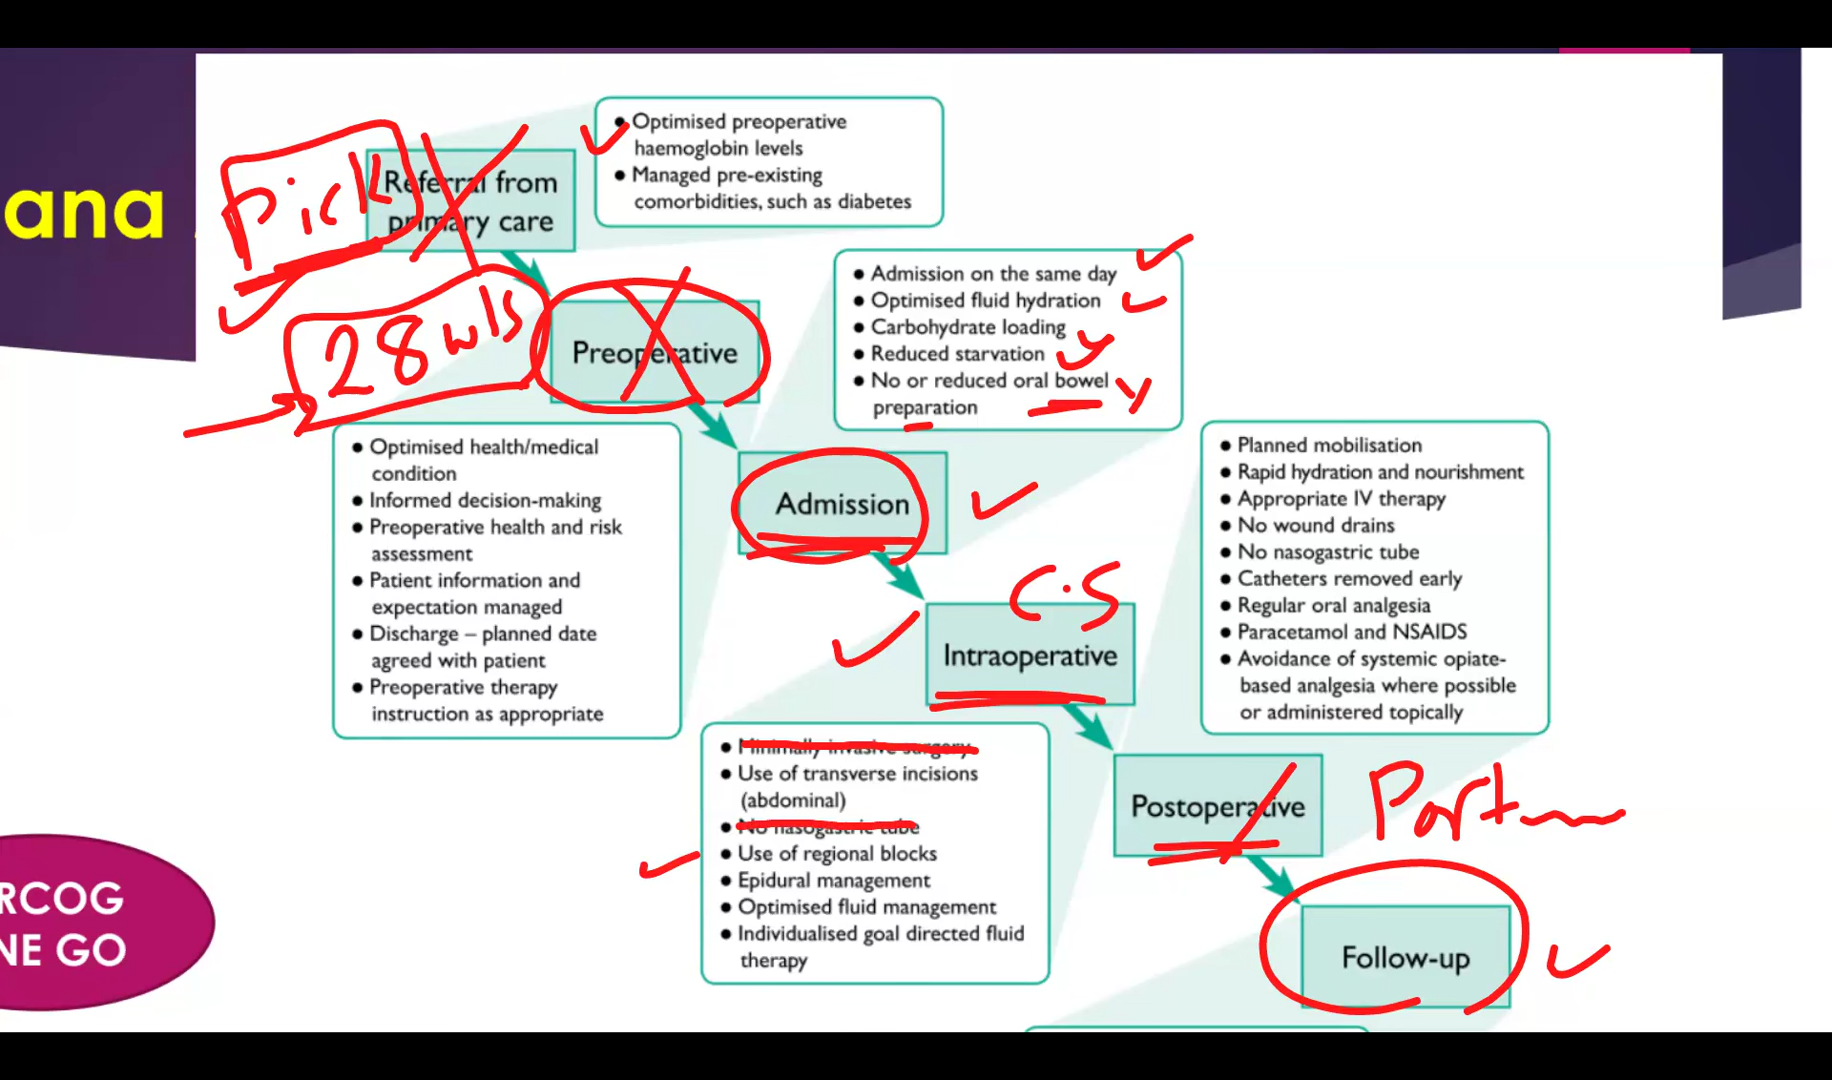 ana
Pick
Referral from
primary care
● Optimised preoperative
haemoglobin levels
● Managed pre-existing
comorbidities, such as diabetes
28 wls
Preoperative
● Admission on the same day
● Optimised fluid hydration
● Carbohydrate loading
● Reduced starvation
● No or reduced oral bowel
preparation
● Optimised health/medical
condition
● Informed decision-making
● Preoperative health and risk
assessment
● Patient information and
expectation managed
● Discharge – planned date
agreed with patient
● Preoperative therapy
instruction as appropriate
Admission
● Planned mobilisation
● Rapid hydration and nourishment
● Appropriate IV therapy
● No wound drains
● No nasogastric tube
● Catheters removed early
● Regular oral analgesia
● Paracetamol and NSAIDS
● Avoidance of systemic opiate-
based analgesia where possible
or administered topically
C.S
Intraoperative
● Minimally invasive surgery
● Use of transverse incisions
(abdominal)
● No nasogastric tube
● Use of regional blocks
● Epidural management
● Optimised fluid management
● Individualised goal directed fluid
therapy
Postoperative
Part
Follow-up
RCOG
NE GO